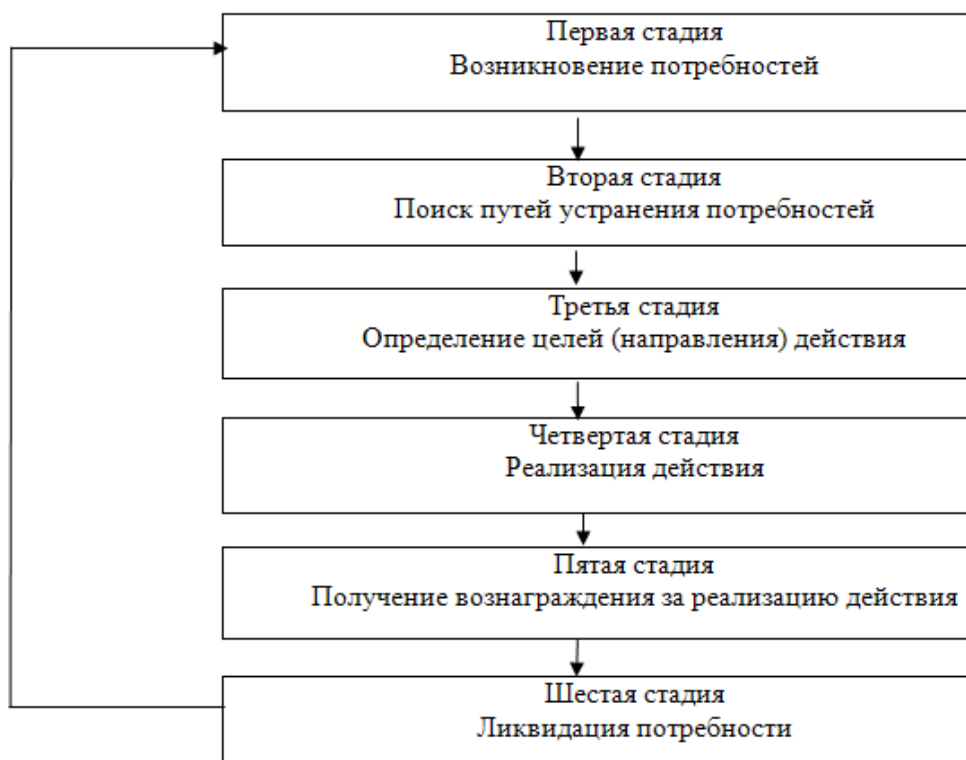 Первая стадия
Возникновение потребностей
Вторая стадия
Поиск путей устранения потребностей
Третья стадия
Определение целей (направления) действия
Четвертая стадия
Реализация действия
Пятая стадия
Получение вознаграждения за реализацию действия
Шестая стадия
Ликвидация потребности